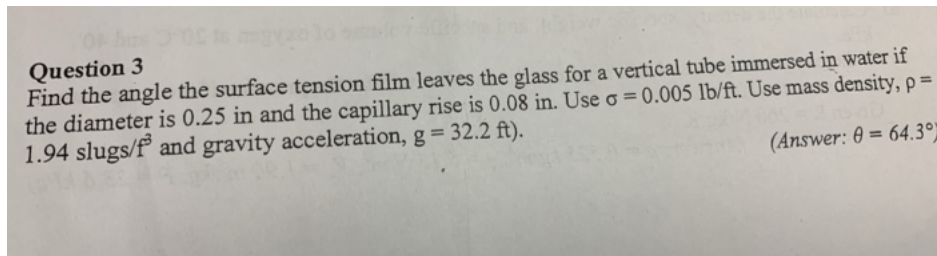 Question 3
Find the angle the surface tension film leaves the glass for a vertical tube immersed in water if
the diameter is 0.25 in and the capillary rise is 0.08 in. Use σ = 0.005 lb/ft. Use mass density, ρ =
1.94 slugs/f³ and gravity acceleration, g = 32.2 ft).
(Answer: θ = 64.3°)